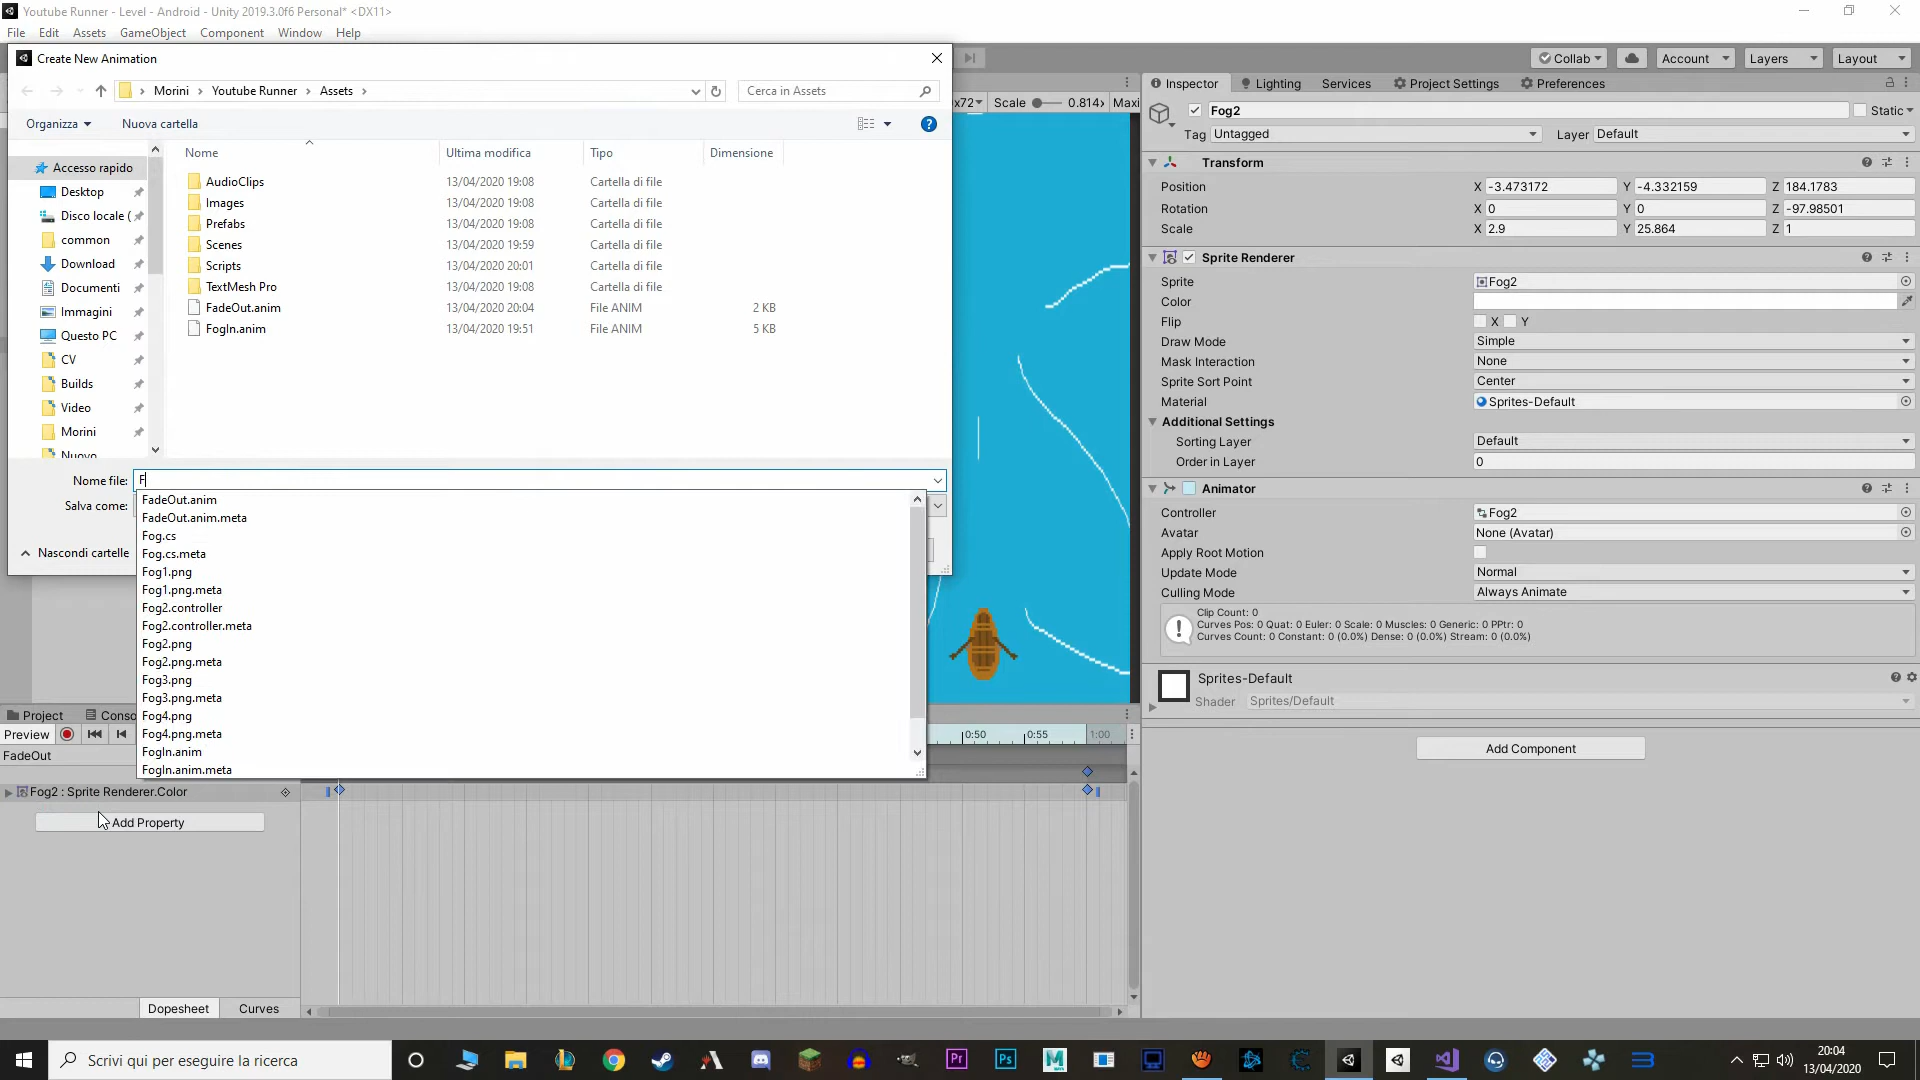 Youtube Runner - Level - Android - Unity 2019.3.0f6 Personal* <DX11>
File Edit Assets GameObject Component Window Help
Create New Animation
Morini Youtube Runner Assets
Cerca in Assets
Organizza Nuova cartella
Nome Ultima modifica Tipo Dimensione
AudioClips 13/04/2020 19:08 Cartella di file
Images 13/04/2020 19:08 Cartella di file
Prefabs 13/04/2020 19:08 Cartella di file
Scenes 13/04/2020 19:59 Cartella di file
Scripts 13/04/2020 20:01 Cartella di file
TextMesh Pro 13/04/2020 19:08 Cartella di file
FadeOut.anim 13/04/2020 20:04 File ANIM 2 KB
FogIn.anim 13/04/2020 19:51 File ANIM 5 KB
Accesso rapido
Desktop
Disco locale (
common
Download
Documenti
Immagini
Questo PC
CV
Builds
Video
Morini
Nuovo
Nome file: F
Salva come:
Nascondi cartelle
FadeOut.anim
FadeOut.anim.meta
Fog.cs
Fog.cs.meta
Fog1.png
Fog1.png.meta
Fog2.controller
Fog2.controller.meta
Fog2.png
Fog2.png.meta
Fog3.png
Fog3.png.meta
Fog4.png
Fog4.png.meta
FogIn.anim
FogIn.anim.meta
x72 Scale 0.814x Maxi
Collab Account Layers Layout
Inspector Lighting Services Project Settings Preferences
Fog2 Static
Tag Untagged Layer Default
Transform
Position X -3.473172 Y -4.332159 Z 184.1783
Rotation X 0 Y 0 Z -97.98501
Scale X 2.9 Y 25.864 Z 1
Sprite Renderer
Sprite Fog2
Color
Flip X Y
Draw Mode Simple
Mask Interaction None
Sprite Sort Point Center
Material Sprites-Default
Additional Settings
Sorting Layer Default
Order in Layer 0
Animator
Controller Fog2
Avatar None (Avatar)
Apply Root Motion
Update Mode Normal
Culling Mode Always Animate
Clip Count: 0
Curves Pos: 0 Quat: 0 Euler: 0 Scale: 0 Muscles: 0 Generic: 0 PPtr: 0
Curves Count: 0 Constant: 0 (0.0%) Dense: 0 (0.0%) Stream: 0 (0.0%)
Sprites-Default
Shader Sprites/Default
Add Component
Project Conso
Preview
0:50 0:55 1:00
FadeOut
Fog2 : Sprite Renderer.Color
Add Property
Dopesheet Curves
Scrivi qui per eseguire la ricerca
Pr Ps M
20:04
13/04/2020